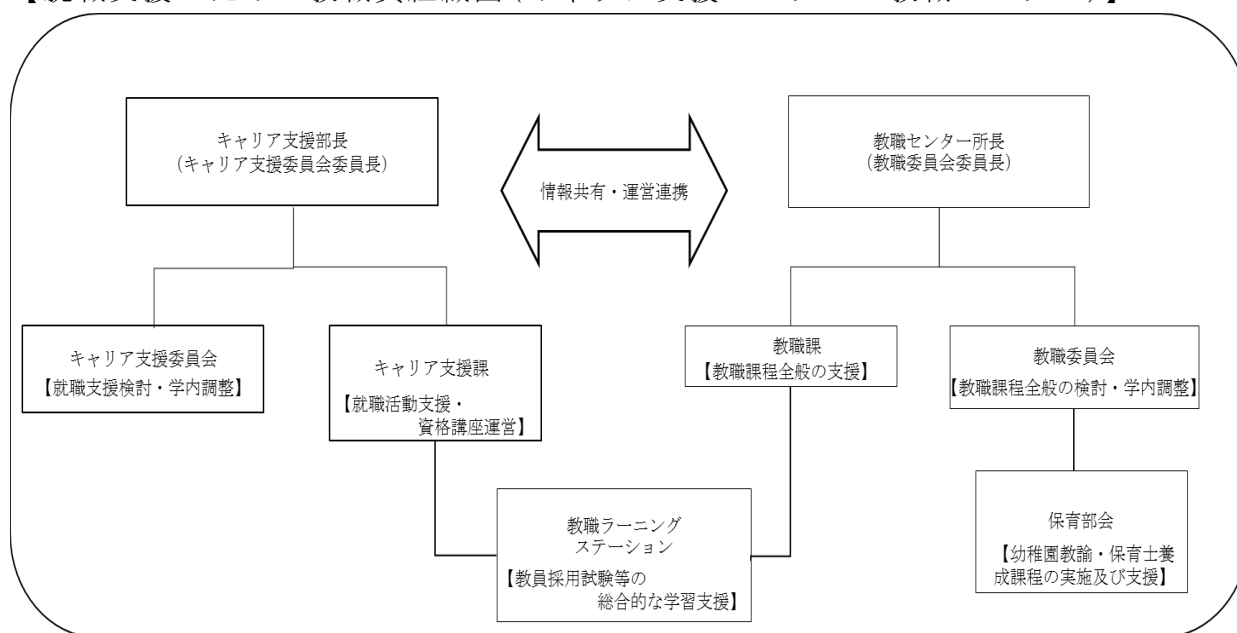 キャリア支援部長
(キャリア支援委員会委員長)
情報共有・運営連携
教職センター所長
(教職委員会委員長)
キャリア支援委員会
【就職支援検討・学内調整】
キャリア支援課
【就職活動支援・
資格講座運営】
教職課
【教職課程全般の支援】
教職委員会
【教職課程全般の検討・学内調整】
教職ラーニング
ステーション
【教員採用試験等の
総合的な学習支援】
保育部会
【幼稚園教諭・保育士養
成課程の実施及び支援】